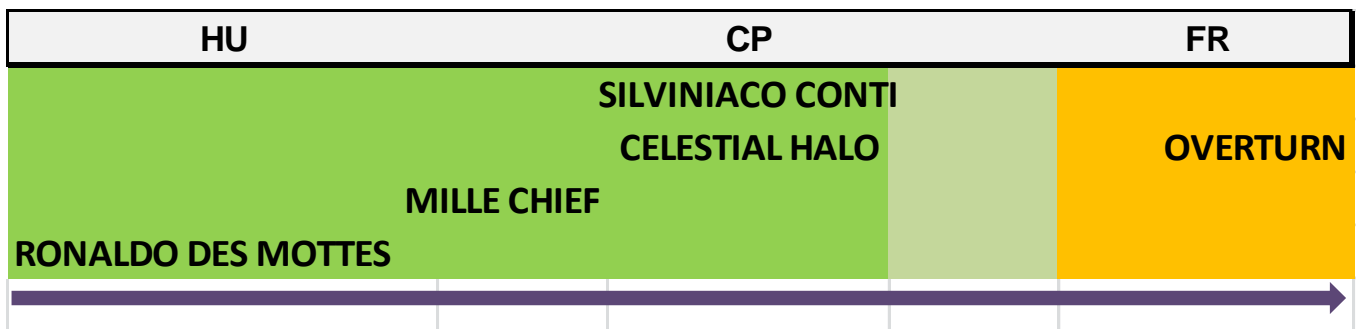 HU CP FR
SILVINIACO CONTI
CELESTIAL HALO OVERTURN
MILLE CHIEF
RONALDO DES MOTTES